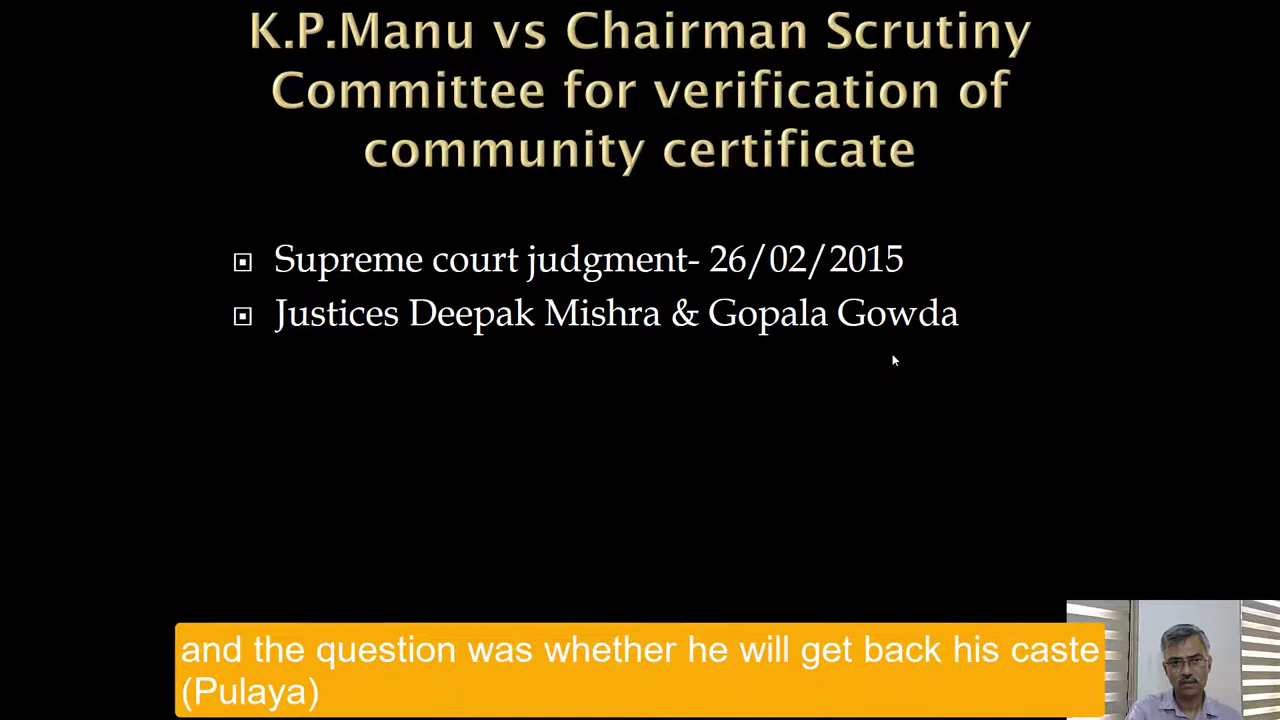 K.P.Manu vs Chairman Scrutiny
Committee for verification of
community certificate
Supreme court judgment- 26/02/2015
Justices Deepak Mishra & Gopala Gowda
and the question was whether he will get back his caste
(Pulaya)